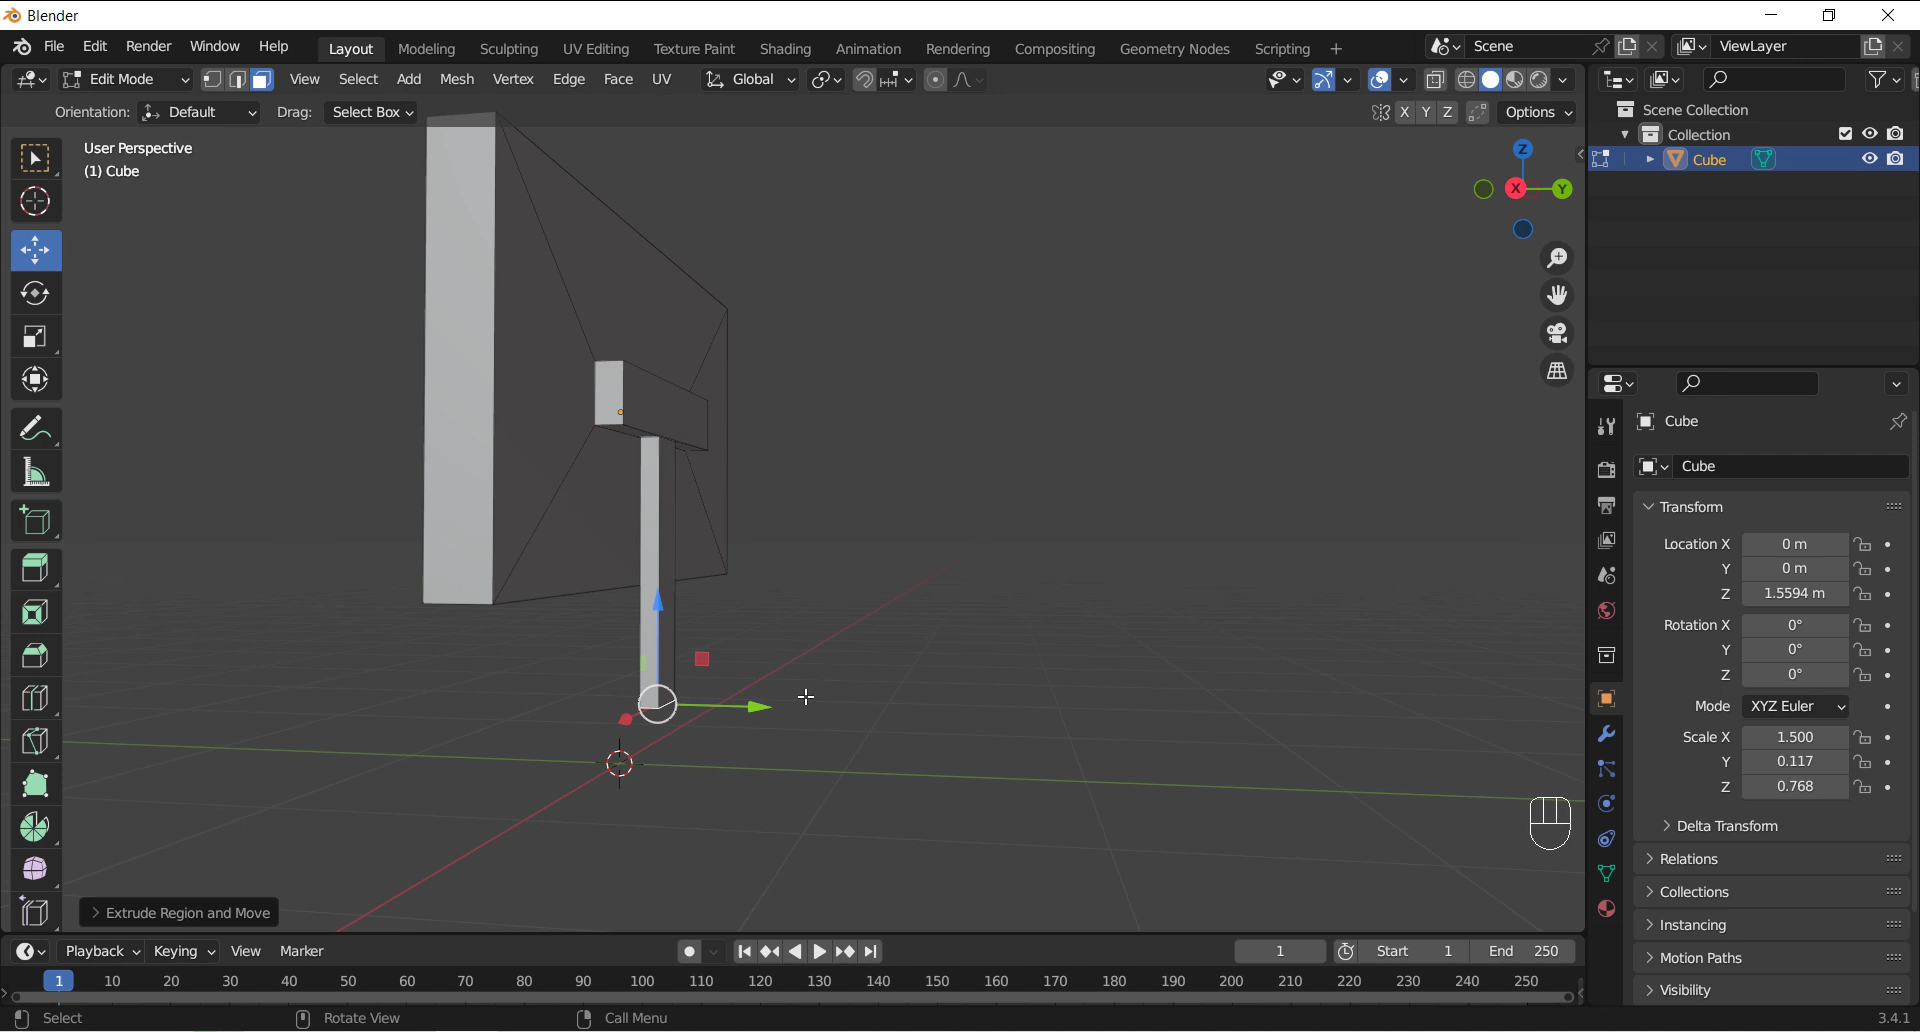 Blender
File Edit Render Window Help Layout Modeling Sculpting UV Editing Texture Paint Shading Animation Rendering Compositing Geometry Nodes Scripting + Scene ViewLayer
Edit Mode View Select Add Mesh Vertex Edge Face UV Global
Orientation: Default Drag: Select Box X Y Z Options
User Perspective
(1) Cube
Z
X Y
Scene Collection
Collection
Cube
Cube
Cube
Transform
Location X 0 m
Y 0 m
Z 1.5594 m
Rotation X 0°
Y 0°
Z 0°
Mode XYZ Euler
Scale X 1.500
Y 0.117
Z 0.768
Delta Transform
Relations
Collections
Instancing
Motion Paths
Visibility
Extrude Region and Move
Playback Keying View Marker 1 Start 1 End 250
1 10 20 30 40 50 60 70 80 90 100 110 120 130 140 150 160 170 180 190 200 210 220 230 240 250
Select Rotate View Call Menu 3.4.1